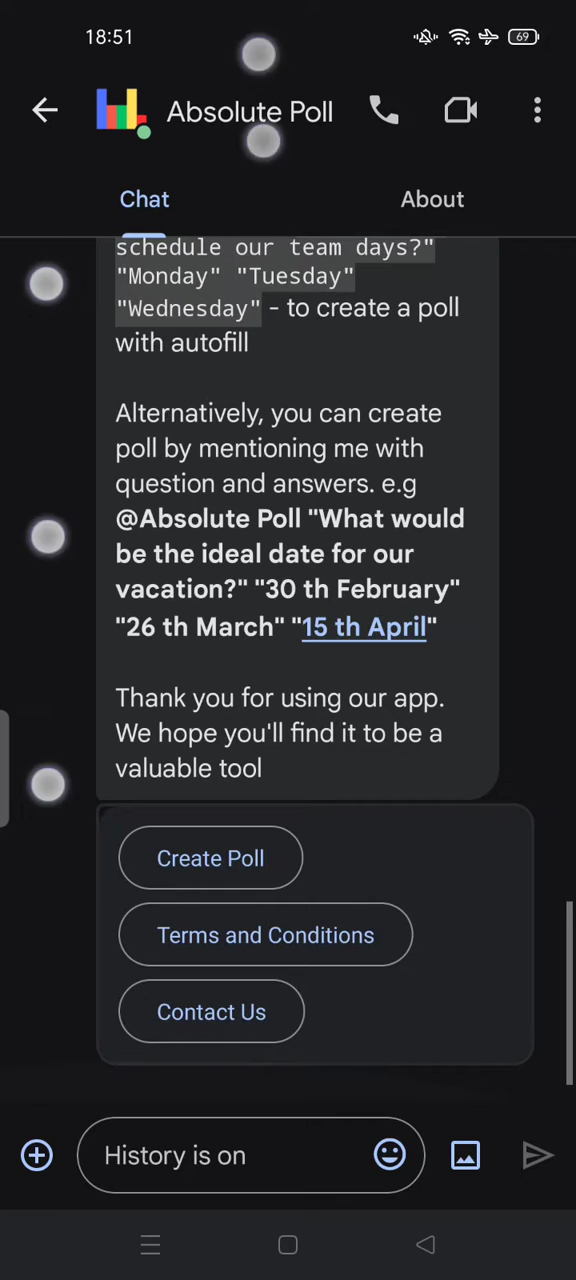 18:51
69
Absolute Poll
Chat
About
schedule our team days?"
"Monday" "Tuesday"
"Wednesday" - to create a poll
with autofill
Alternatively, you can create
poll by mentioning me with
question and answers. e.g
@Absolute Poll "What would
be the ideal date for our
vacation?" "30 th February"
"26 th March" "15 th April"
Thank you for using our app.
We hope you'll find it to be a
valuable tool
Create Poll
Terms and Conditions
Contact Us
History is on